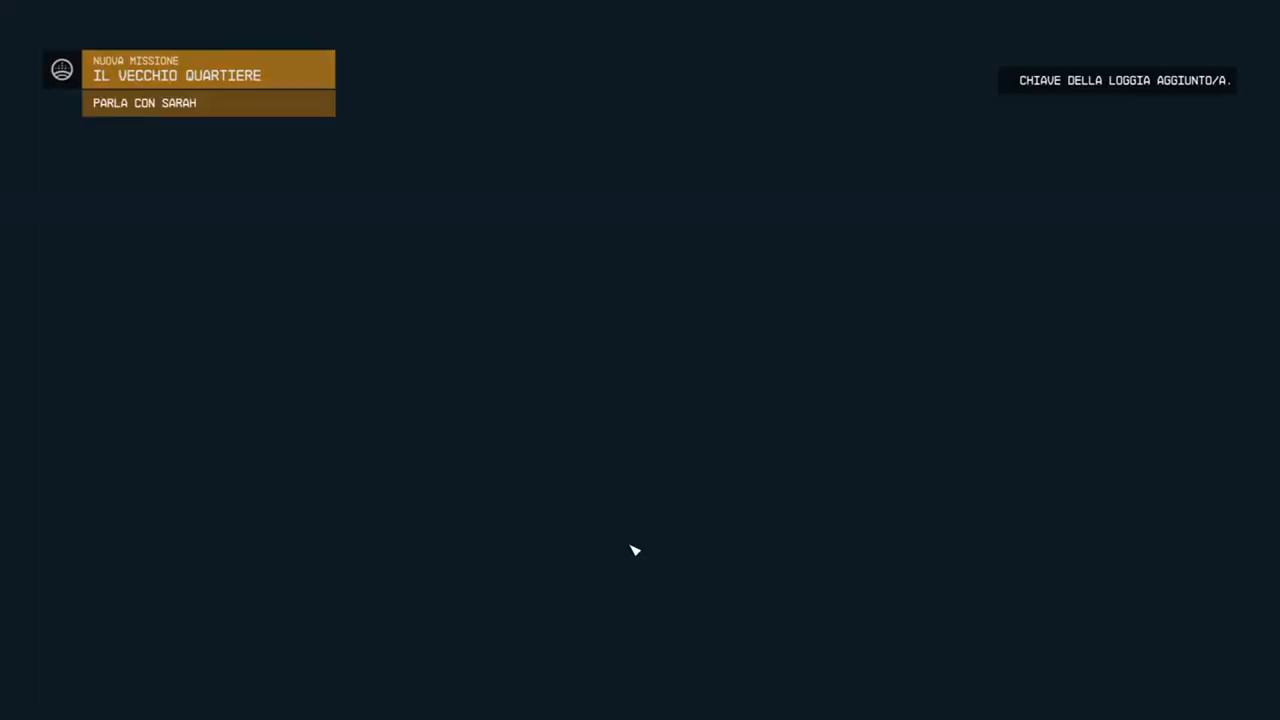 NUOVA MISSIONE
IL VECCHIO QUARTIERE
PARLA CON SARAH
CHIAVE DELLA LOGGIA AGGIUNTO/A.